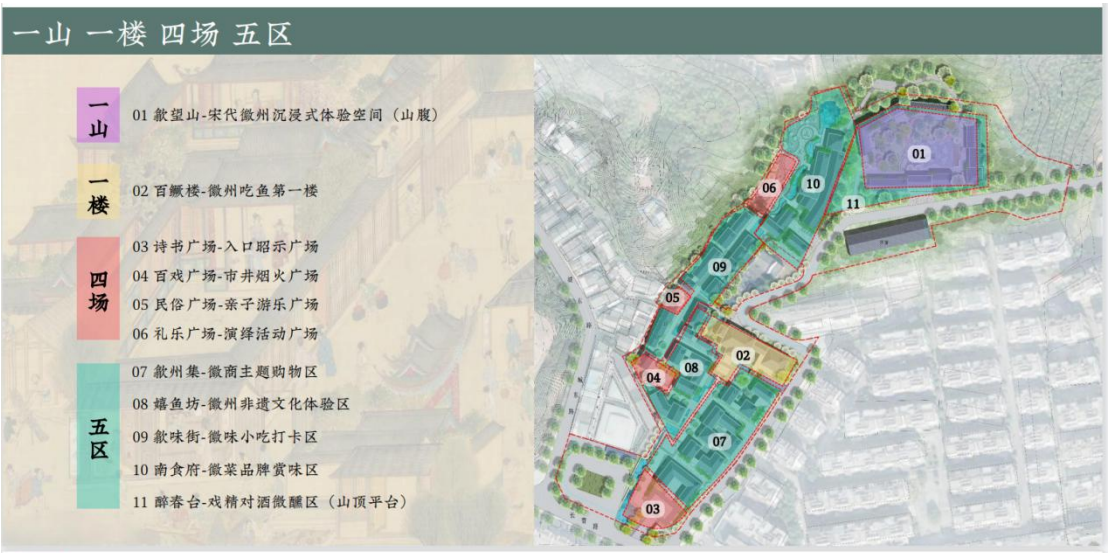 一山 一楼 四场 五区
一山
01 歙望山-宋代徽州沉浸式体验空间（山腹）
一楼
02 百鳜楼-徽州吃鱼第一楼
四场
03 诗书广场-入口昭示广场
04 百戏广场-市井烟火广场
05 民俗广场-亲子游乐广场
06 礼乐广场-演绎活动广场
五区
07 歙州集-徽商主题购物区
08 嬉鱼坊-徽州非遗文化体验区
09 歙味街-徽味小吃打卡区
10 南食府-徽菜品牌赏味区
11 醉春台-戏精对酒微醺区（山顶平台）
01
06
10
11
09
05
02
08
04
07
03